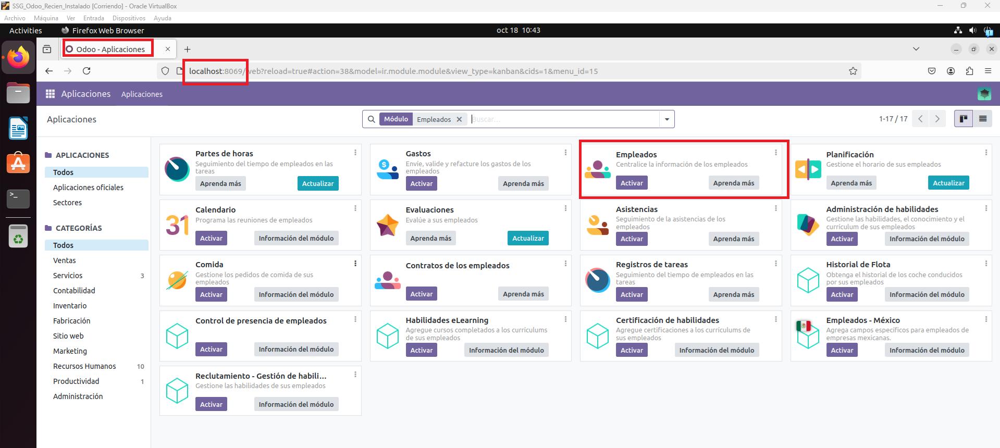 SSG_Odoo_Recien_Instalado [Corriendo] - Oracle VirtualBox
Archivo Máquina Ver Entrada Dispositivos Ayuda
Activities Firefox Web Browser oct 18 10:43
Odoo - Aplicaciones
localhost:8069/web?reload=true#action=38&model=ir.module.module&view_type=kanban&cids=1&menu_id=15
Aplicaciones Aplicaciones
Aplicaciones Módulo Empleados Buscar... 1-17 / 17
APLICACIONES
Todos
Aplicaciones oficiales
Sectores
CATEGORÍAS
Todos
Ventas
Servicios 3
Contabilidad
Inventario
Fabricación
Sitio web
Marketing
Recursos Humanos 10
Productividad 1
Administración
Partes de horas
Seguimiento del tiempo de empleados en las
tareas
Aprenda más Actualizar
Gastos
Envíe, valide y refacture los gastos de los
empleados
Activar Aprenda más
Empleados
Centralice la información de los empleados
Activar Aprenda más
Planificación
Gestione el horario de sus empleados
Aprenda más Actualizar
31
Calendario
Programa las reuniones de empleados
Activar Información del módulo
Evaluaciones
Evalúe a sus empleados
Aprenda más Actualizar
Asistencias
Seguimiento de la asistencias de los
empleados
Activar Aprenda más
Administración de habilidades
Gestione las habilidades, el conocimiento y el
currículum de sus empleados
Activar Información del módulo
Comida
Gestione los pedidos de comida de sus
empleados
Activar Información del módulo
Contratos de los empleados
Activar Aprenda más
Registros de tareas
Seguimiento del tiempo de empleados en las
tareas
Activar Aprenda más
Historial de Flota
Obtenga el historial de los coche conducidos
por sus empleados
Activar Información del módulo
Control de presencia de empleados
Activar Información del módulo
Habilidades eLearning
Agregue cursos completados a los currículums
de sus empleados
Activar Información del módulo
Certificación de habilidades
Agregue certificaciones a los currículums de
sus empleados
Activar Información del módulo
Empleados - México
Agrega campos específicos para empleados de
empresas mexicanas.
Activar Información del módulo
Reclutamiento - Gestión de habili...
Gestione las habilidades de sus empleados
Activar Información del módulo